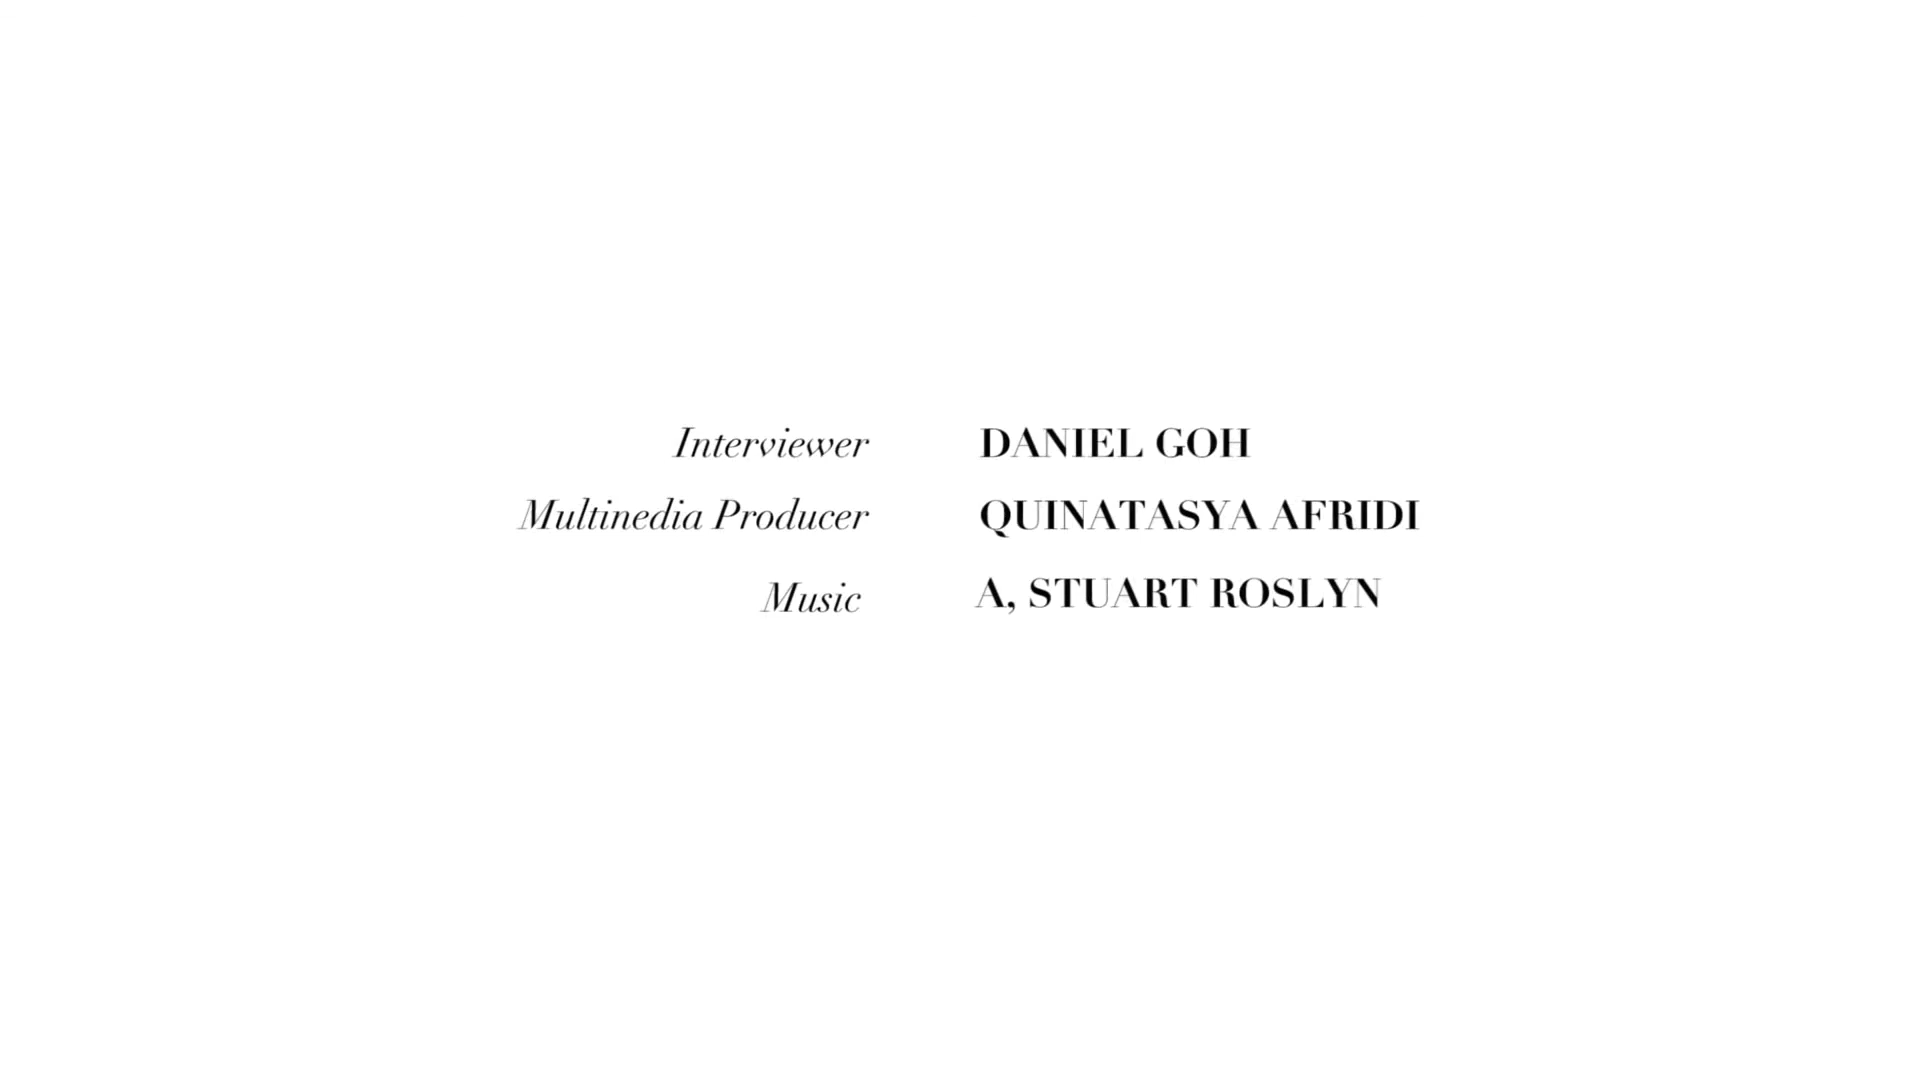 Interviewer DANIEL GOH
Multinedia Producer QUINATASYA AFRIDI
Music A, STUART ROSLYN